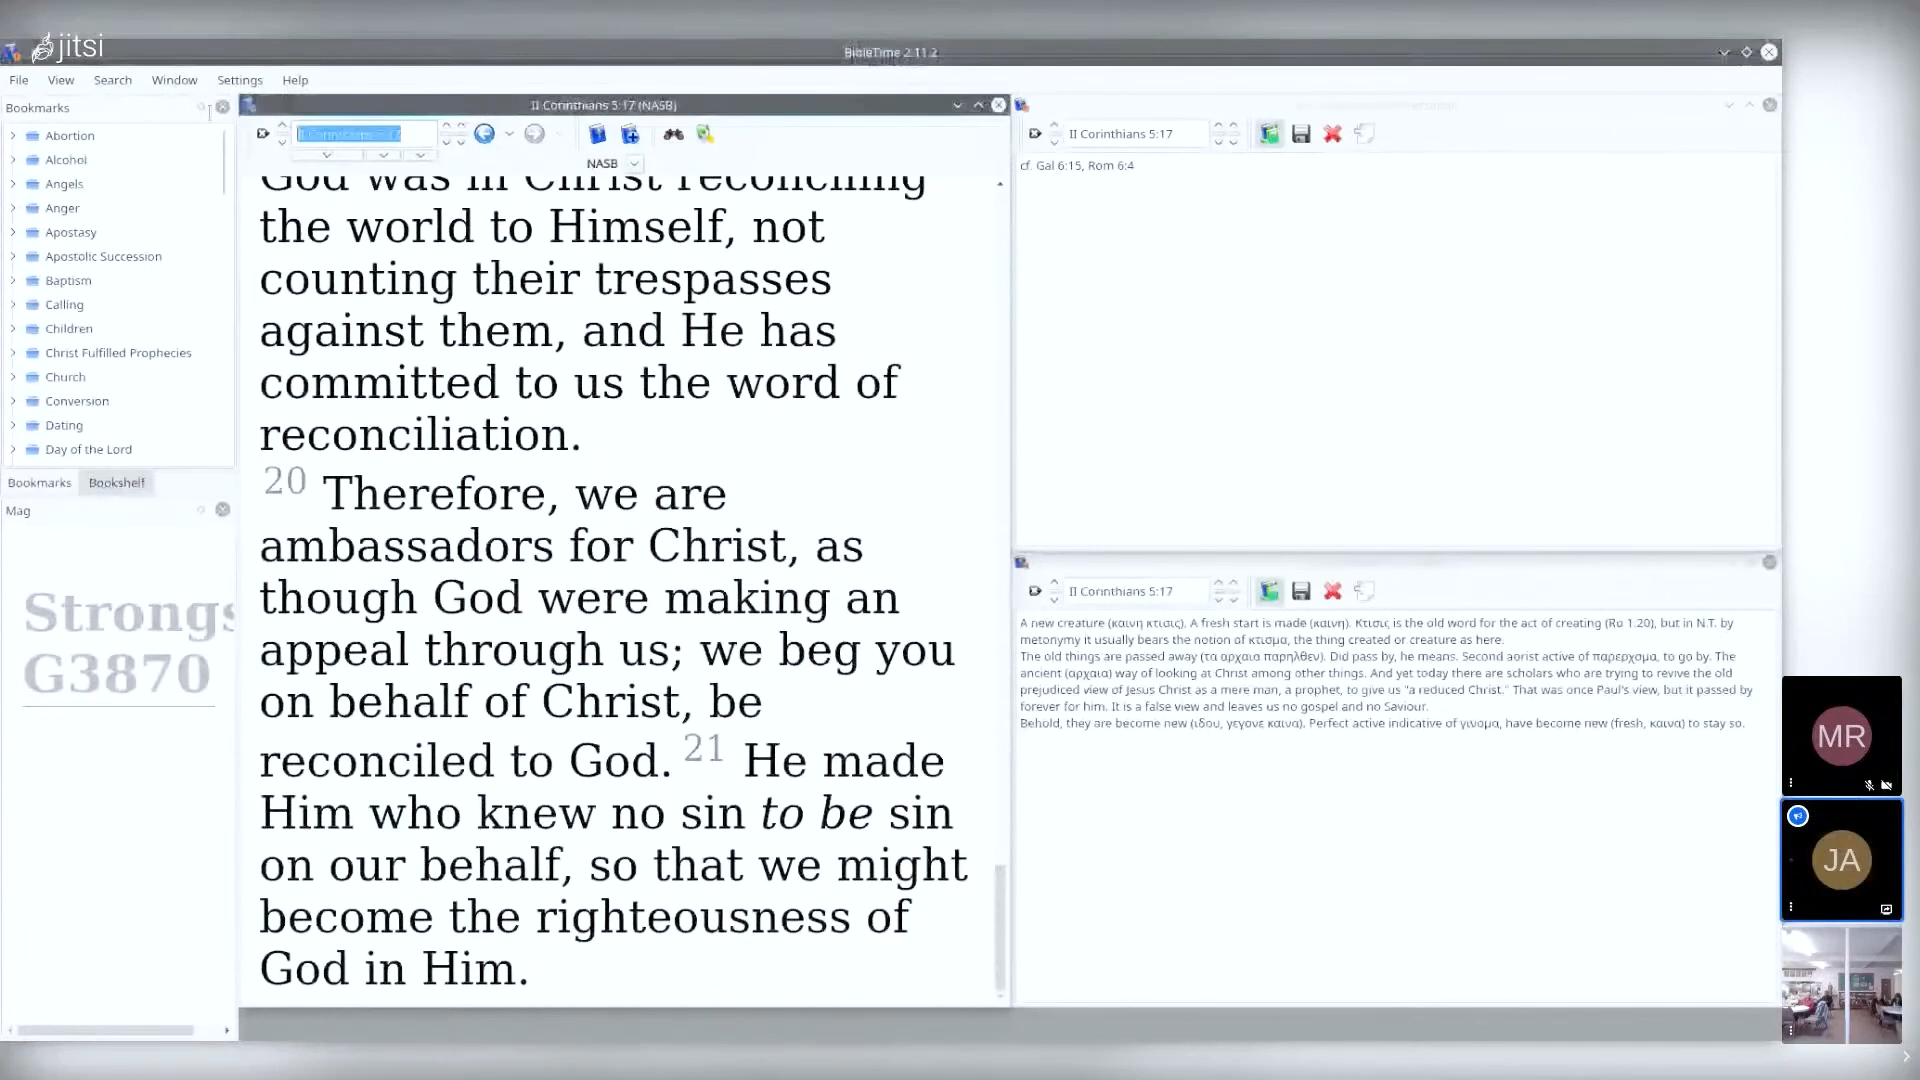 jitsi
BibleTime 2.11.2
File View Search Window Settings Help
Bookmarks
Abortion
Alcohol
Angels
Anger
Apostasy
Apostolic Succession
Baptism
Calling
Children
Christ Fulfilled Prophecies
Church
Conversion
Dating
Day of the Lord
Bookmarks Bookshelf
Mag
Strongs
G3870
II Corinthians 5:17 (NASB)
II Corinthians 5:17
NASB
God was in Christ reconciling
the world to Himself, not
counting their trespasses
against them, and He has
committed to us the word of
reconciliation.
20 Therefore, we are
ambassadors for Christ, as
though God were making an
appeal through us; we beg you
on behalf of Christ, be
reconciled to God. 21 He made
Him who knew no sin to be sin
on our behalf, so that we might
become the righteousness of
God in Him.
II Corinthians 5:17
cf. Gal 6:15, Rom 6:4
II Corinthians 5:17
A new creature (καινη κτισις). A fresh start is made (καινη). Κτισις is the old word for the act of creating (Ro 1:20), but in N.T. by
metonymy it usually bears the notion of κτισμα, the thing created or creature as here.
The old things are passed away (τα αρχαια παρηλθεν). Did pass by, he means. Second aorist active of παρερχομα, to go by. The
ancient (αρχαια) way of looking at Christ among other things. And yet today there are scholars who are trying to revive the old
prejudiced view of Jesus Christ as a mere man, a prophet, to give us "a reduced Christ." That was once Paul's view, but it passed by
forever for him. It is a false view and leaves us no gospel and no Saviour.
Behold, they are become new (ιδου, γεγονε καινα). Perfect active indicative of γινομα, have become new (fresh, καινα) to stay so.
MR
JA